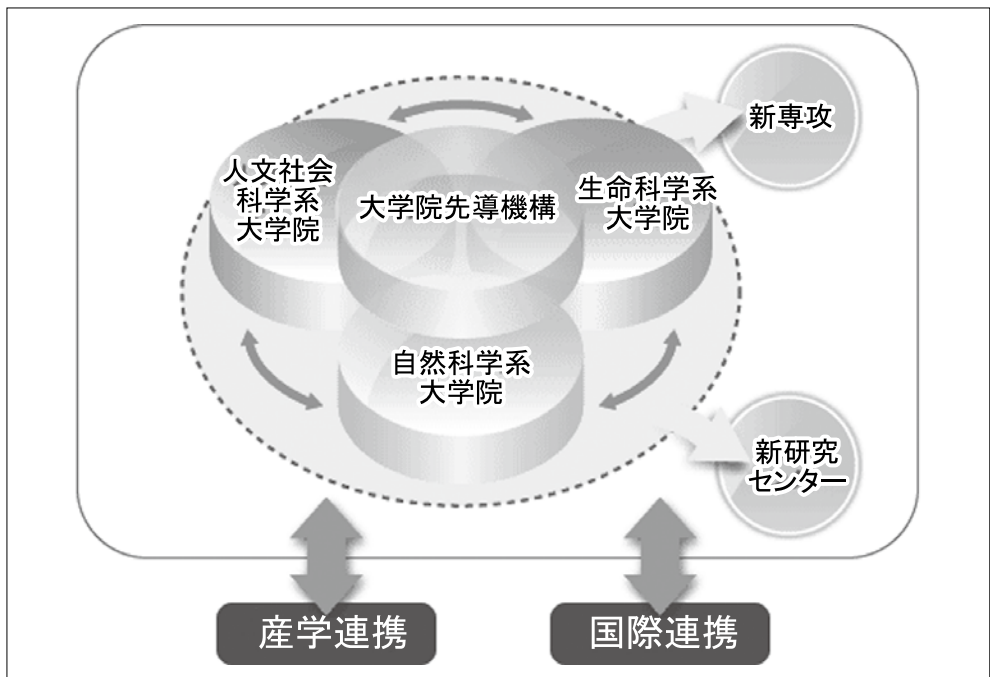 新専攻
人文社会
科学系
大学院
大学院先導機構
生命科学系
大学院
自然科学系
大学院
新研究
センター
産学連携
国際連携